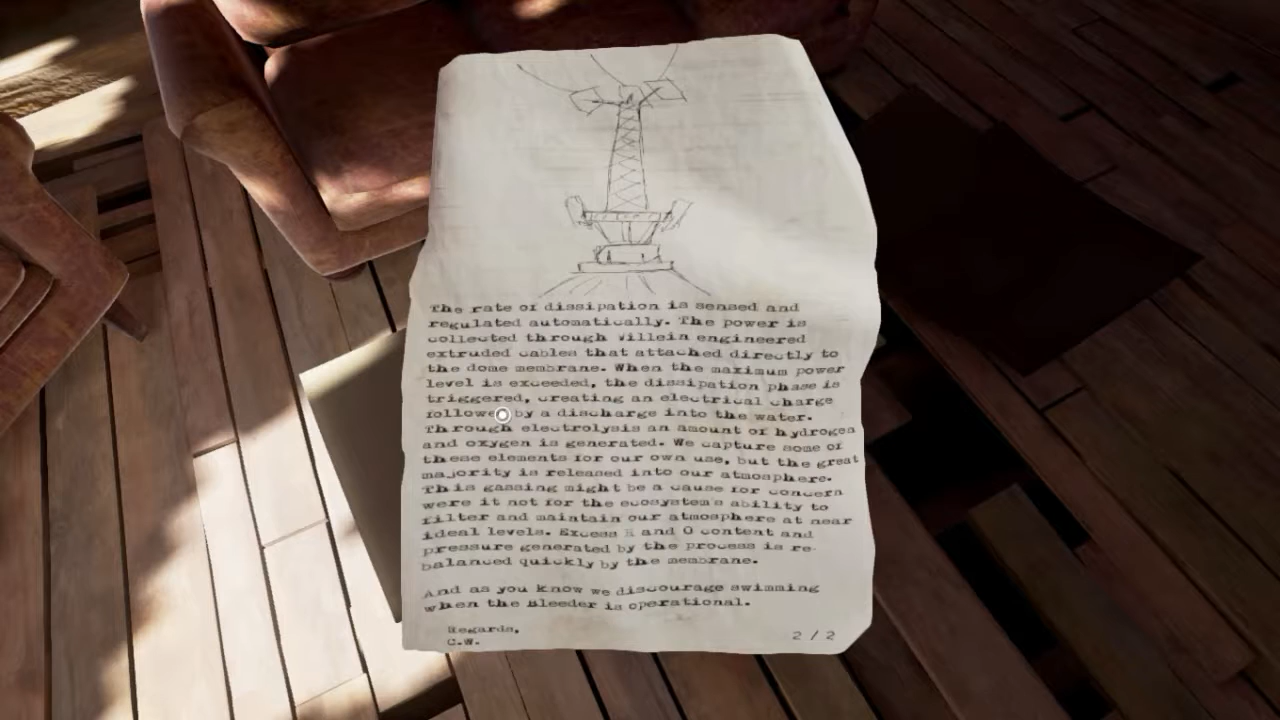 The rate of dissipation is sensed and
regulated automatically. The power is
collected through Villein engineered
extruded cables that attached directly to
the dome membrane. When the maximum power
level is exceeded, the dissipation phase is
triggered, creating an electrical charge
followed by a discharge into the water.
Through electrolysis an amount of hydrogen
and oxygen is generated. We capture some of
these elements for our own use, but the great
majority is released into our atmosphere.
This gassing might be a cause for concern
were it not for the ecosystem's ability to
filter and maintain our atmosphere at near
ideal levels. Excess H and O content and
pressure generated by the process is re-
balanced quickly by the membrane.
And as you know we discourage swimming
when the Bleeder is operational.
Regards,
C.W.
2 / 2